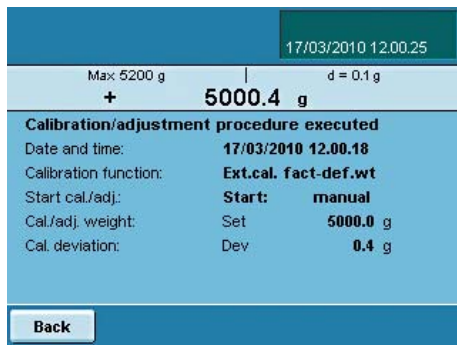 17/03/2010 12.00.25
Max 5200 g d = 0.1 g
+ 5000.4 g
Calibration/adjustment procedure executed
Date and time: 17/03/2010 12.00.18
Calibration function: Ext.cal. fact-def.wt
Start cal./adj.: Start: manual
Cal./adj. weight: Set 5000.0 g
Cal. deviation: Dev 0.4 g
Back